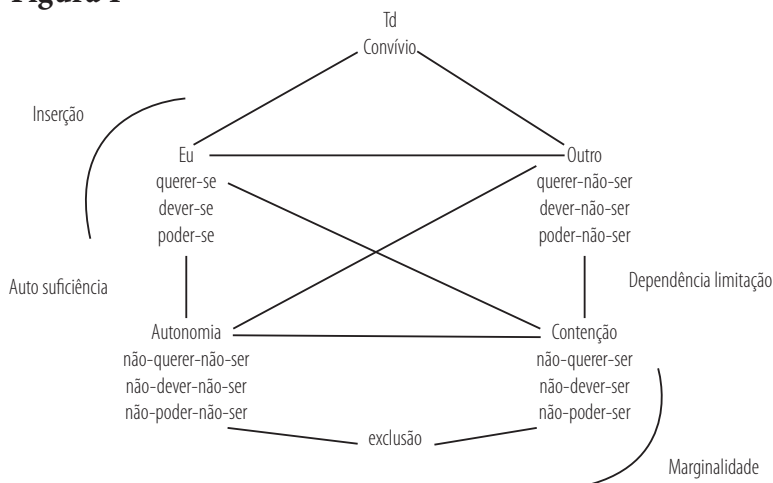 Figura 1
Td
Convívio
Inserção
Eu
querer-se
dever-se
poder-se
Outro
querer-não-ser
dever-não-ser
poder-não-ser
Auto suficiência
Dependência limitação
Autonomia
não-querer-não-ser
não-dever-não-ser
não-poder-não-ser
Contenção
não-querer-ser
não-dever-ser
não-poder-ser
exclusão
Marginalidade